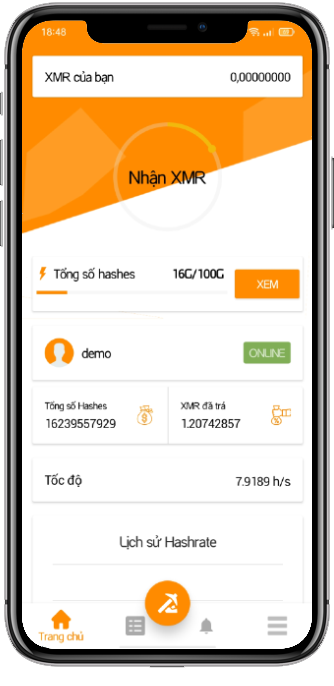 18:48
XMR của bạn 0,00000000
Nhận XMR
Tổng số hashes 16G/100G
XEM
demo ONLINE
Tổng số Hashes XMR đã trả
16239557929 1.20742857
Tốc độ 7.9189 h/s
Lịch sử Hashrate
Trang chủ